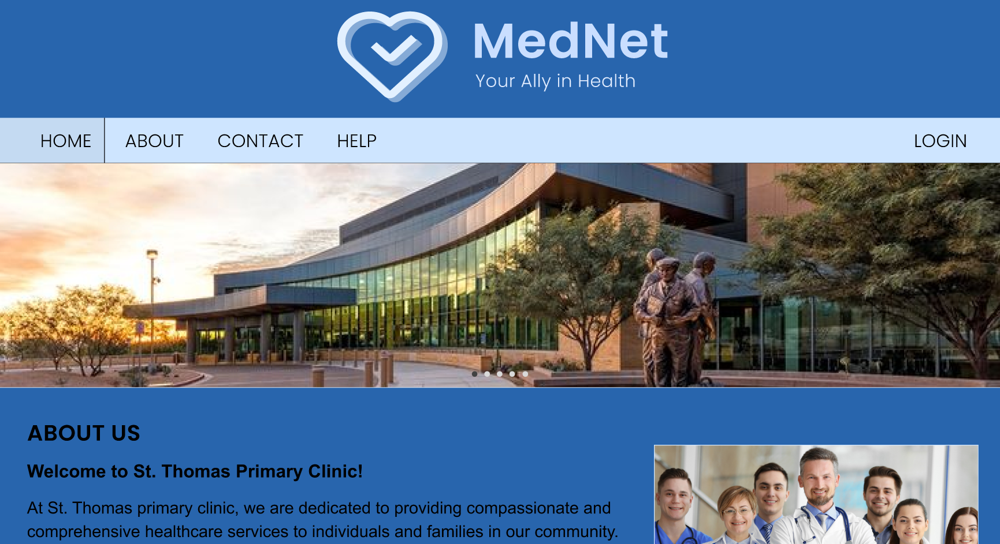 MedNet
Your Ally in Health
HOME ABOUT CONTACT HELP LOGIN
ABOUT US
Welcome to St. Thomas Primary Clinic!
At St. Thomas primary clinic, we are dedicated to providing compassionate and
comprehensive healthcare services to individuals and families in our community.